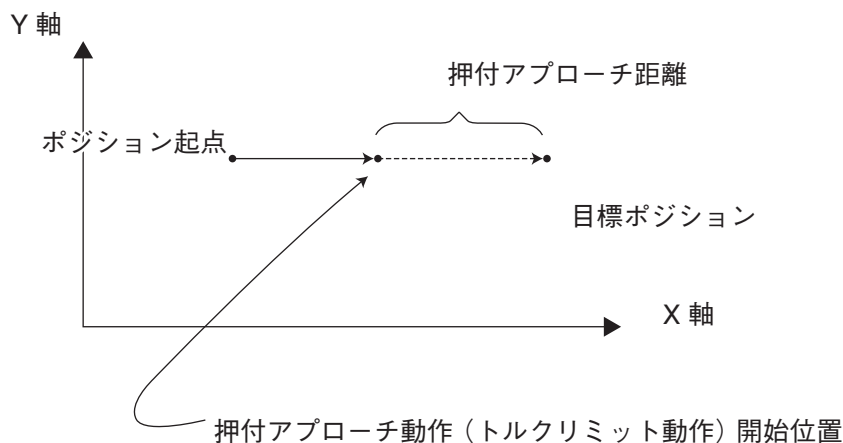 Y 軸
押付アプローチ距離
ポジション起点
目標ポジション
X 軸
押付アプローチ動作（トルクリミット動作）開始位置